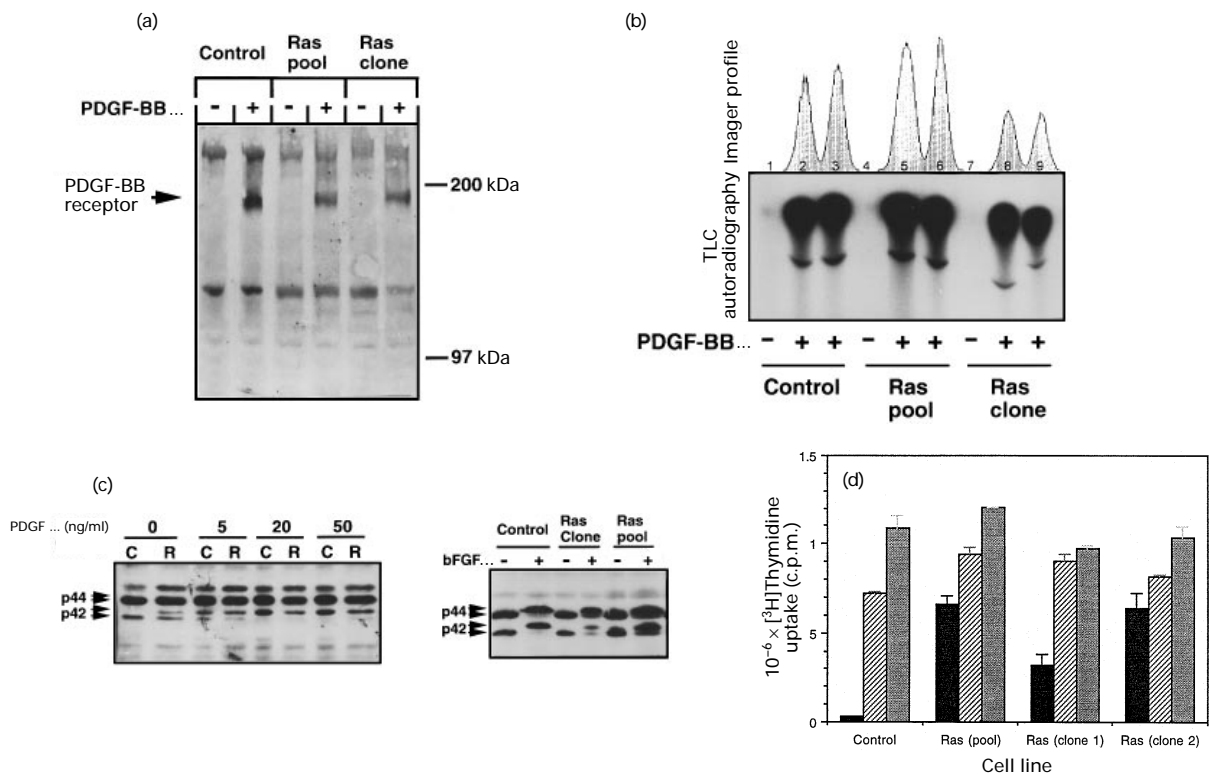 (a)
Control Ras pool Ras clone
PDGF-BB... - + - + - +
PDGF-BB receptor
200 kDa
97 kDa
(b)
TLC autoradiography Imager profile
1 2 3 4 5 6 7 8 9
PDGF-BB... - + + - + + - + +
Control Ras pool Ras clone
(c)
PDGF ... (ng/ml) 0 5 20 50
C R C R C R C R
p44
p42
Control Ras Clone Ras pool
bFGF... - + - + - +
p44
p42
(d)
10⁻⁶ × [³H]Thymidine uptake (c.p.m.)
1.5
1
5
0
Control Ras (pool) Ras (clone 1) Ras (clone 2)
Cell line